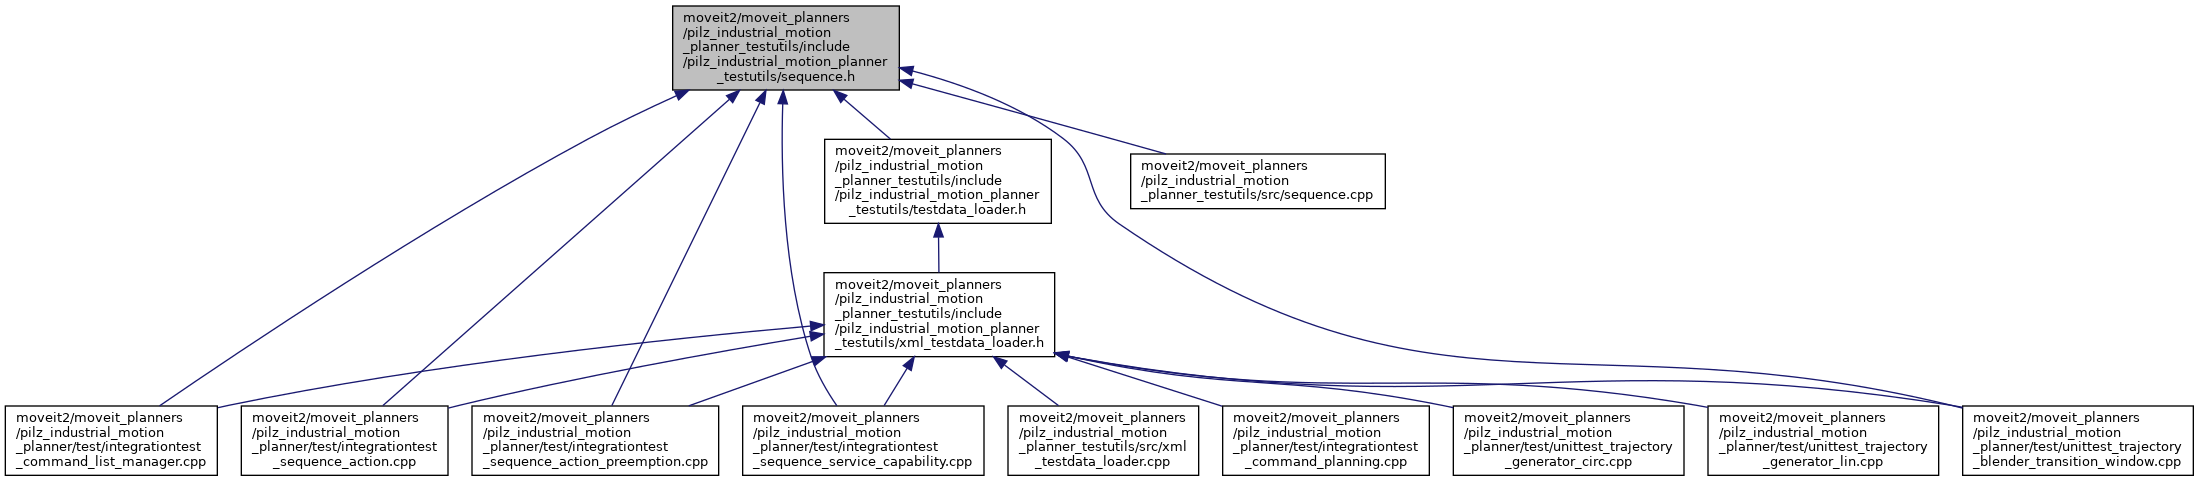 moveit2/moveit_planners
/pilz_industrial_motion
_planner_testutils/include
/pilz_industrial_motion_planner
_testutils/sequence.h
moveit2/moveit_planners
/pilz_industrial_motion
_planner_testutils/include
/pilz_industrial_motion_planner
_testutils/testdata_loader.h
moveit2/moveit_planners
/pilz_industrial_motion
_planner_testutils/src/sequence.cpp
moveit2/moveit_planners
/pilz_industrial_motion
_planner_testutils/include
/pilz_industrial_motion_planner
_testutils/xml_testdata_loader.h
moveit2/moveit_planners
/pilz_industrial_motion
_planner/test/integrationtest
_command_list_manager.cpp
moveit2/moveit_planners
/pilz_industrial_motion
_planner/test/integrationtest
_sequence_action.cpp
moveit2/moveit_planners
/pilz_industrial_motion
_planner/test/integrationtest
_sequence_action_preemption.cpp
moveit2/moveit_planners
/pilz_industrial_motion
_planner/test/integrationtest
_sequence_service_capability.cpp
moveit2/moveit_planners
/pilz_industrial_motion
_planner_testutils/src/xml
_testdata_loader.cpp
moveit2/moveit_planners
/pilz_industrial_motion
_planner/test/integrationtest
_command_planning.cpp
moveit2/moveit_planners
/pilz_industrial_motion
_planner/test/unittest_trajectory
_generator_circ.cpp
moveit2/moveit_planners
/pilz_industrial_motion
_planner/test/unittest_trajectory
_generator_lin.cpp
moveit2/moveit_planners
/pilz_industrial_motion
_planner/test/unittest_trajectory
_blender_transition_window.cpp